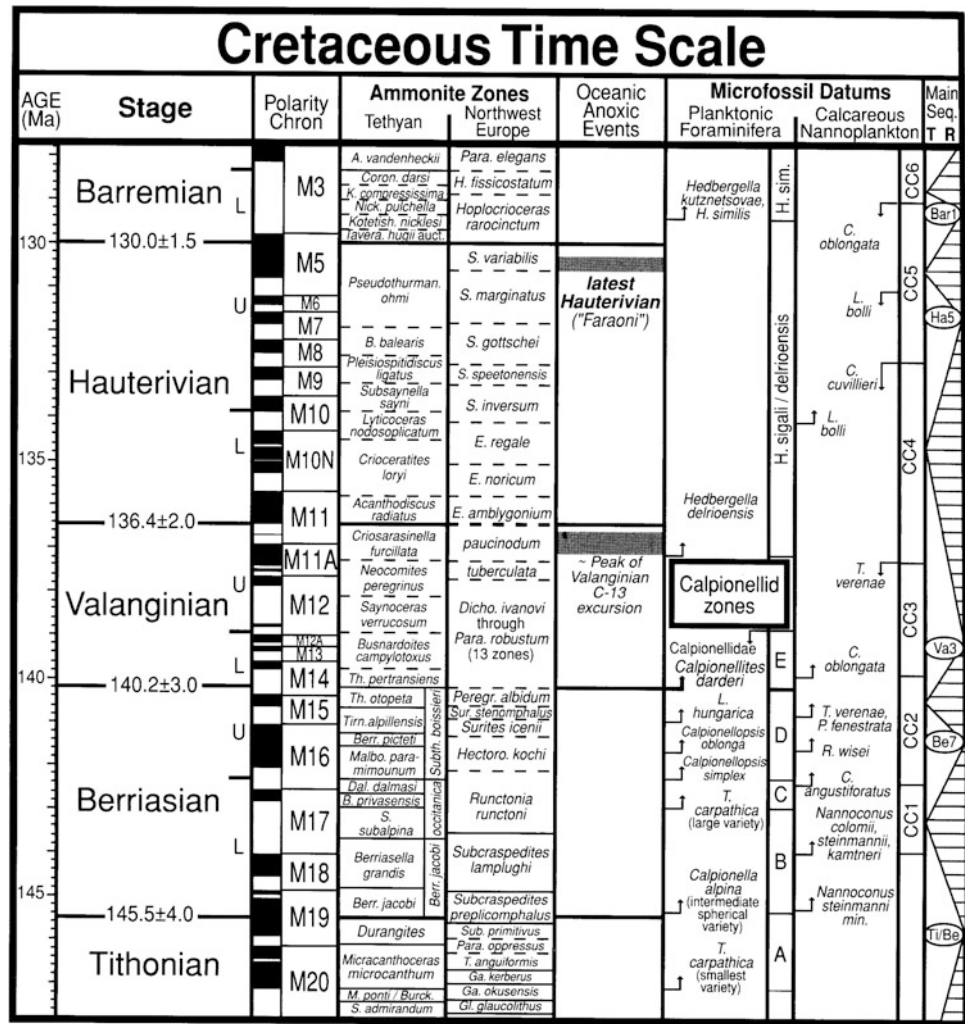 Cretaceous Time Scale
AGE
(Ma)
Stage
Polarity
Chron
Ammonite Zones
Tethyan
Northwest
Europe
Oceanic
Anoxic
Events
Microfossil Datums
Planktonic
Foraminifera
Calcareous
Nannoplankton
Main
Seq.
T R
130
135
140
145
Barremian
L
130.0±1.5
U
Hauterivian
L
136.4±2.0
U
Valanginian
L
140.2±3.0
U
Berriasian
L
145.5±4.0
Tithonian
M3
M5
M6
M7
M8
M9
M10
M10N
M11
M11A
M12
M12A
M13
M14
M15
M16
M17
M18
M19
M20
A. vandenheckii
Coron. darsi
K. compressissima
Nick. pulchella
Kotetish. nicklesi
Tavera. hugii auct.
Pseudothurman.
ohmi
B. balearis
Pleisiospitidiscus
ligatus
Subsaynella
sayni
Lyticoceras
nodosoplicatum
Crioceratites
loryi
Acanthodiscus
radiatus
Criosarasinella
furcillata
Neocomites
peregrinus
Saynoceras
verrucosum
Busnardoites
campylotoxus
Th. pertransiens
Th. otopeta
Tirn. alpillensis
Berr. picteti
Malbo. para-
mimounum
Dal. dalmasi
B. privasensis
S.
subalpina
Berriasella
grandis
Berr. jacobi
Durangites
Micracanthoceras
microcanthum
M. ponti / Burck.
S. admirandum
Subth. boissieri
occitanica
Berr. jacobi
Para. elegans
H. fissicostatum
Hoplocrioceras
rarocinctum
S. variabilis
S. marginatus
S. gottschei
S. speetonensis
S. inversum
E. regale
E. noricum
E. amblygonium
paucinodum
tuberculata
Dicho. ivanovi
through
Para. robustum
(13 zones)
Peregr. albidum
Sur. stenomphalus
Surites icenii
Hectoro. kochi
Runctonia
runctoni
Subcraspedites
lamplughi
Subcraspedites
preplicomphalus
Sub. primitivus
Para. oppressus
T. anguiformis
Ga. kerberus
Ga. okusensis
Gl. glaucolithus
latest
Hauterivian
("Faraoni")
~ Peak of
Valanginian
C-13
excursion
Hedbergella
kutznetsovae,
H. similis
Hedbergella
delrioensis
Calpionellid
zones
Calpionellidae
Calpionellites
darderi
L.
hungarica
Calpionellopsis
oblonga
Calpionellopsis
simplex
T.
carpathica
(large variety)
Calpionella
alpina
(intermediate
spherical
variety)
T.
carpathica
(smallest
variety)
H. sim.
H. sigali / delrioensis
E
D
C
B
A
C.
oblongata
L.
bolli
C.
cuvillieri
L.
bolli
T.
verenae
C.
oblongata
T. verenae,
P. fenestrata
R. wisei
C.
angustiforatus
Nannoconus
colomii,
steinmannii,
kamtneri
Nannoconus
steinmanni
min.
CC6
CC5
CC4
CC3
CC2
CC1
Bar1
Ha5
Va3
Be7
Ti/Be